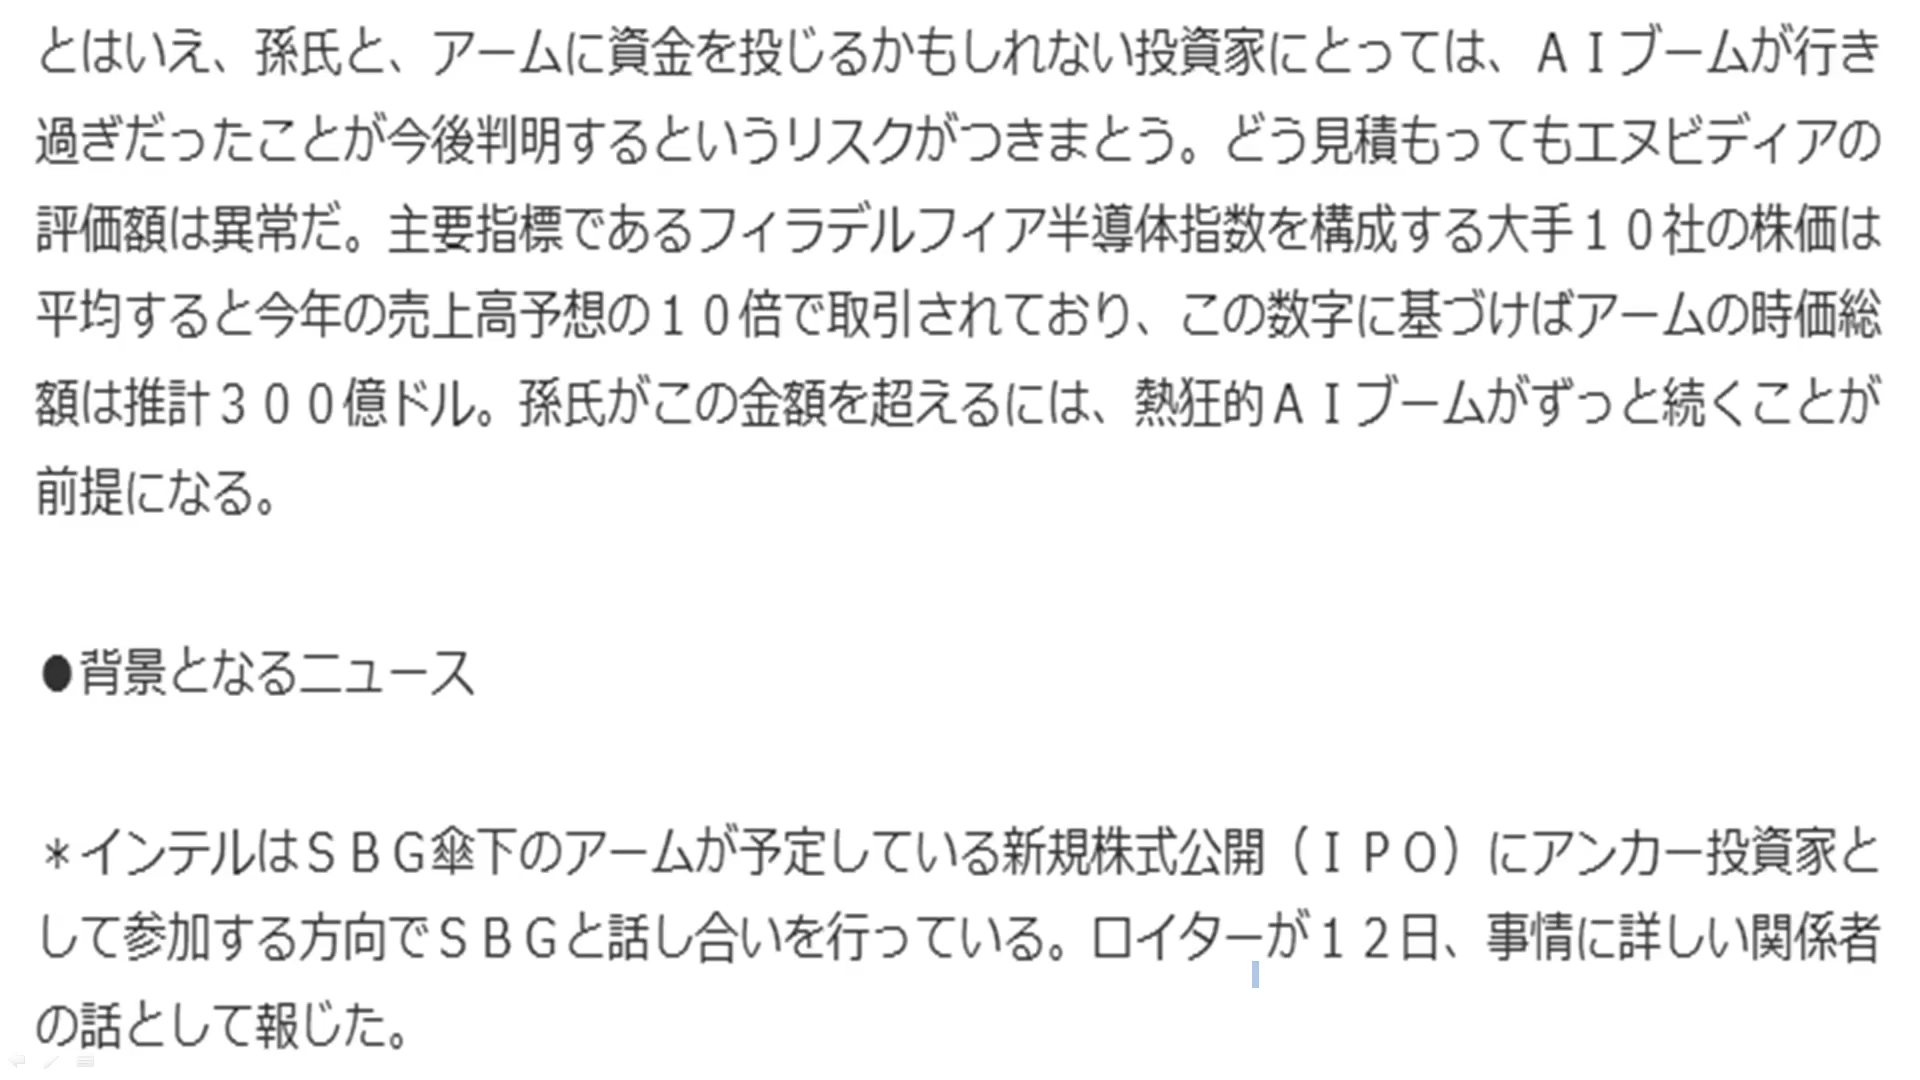 とはいえ、孫氏と、アームに資金を投じるかもしれない投資家にとっては、ＡＩブームが行き
過ぎだったことが今後判明するというリスクがつきまとう。どう見積もってもエヌビディアの
評価額は異常だ。主要指標であるフィラデルフィア半導体指数を構成する大手１０社の株価は
平均すると今年の売上高予想の１０倍で取引されており、この数字に基づけばアームの時価総
額は推計３００億ドル。孫氏がこの金額を超えるには、熱狂的ＡＩブームがずっと続くことが
前提になる。
●背景となるニュース
＊インテルはＳＢＧ傘下のアームが予定している新規株式公開（ＩＰＯ）にアンカー投資家と
して参加する方向でＳＢＧと話し合いを行っている。ロイターが１２日、事情に詳しい関係者
の話として報じた。